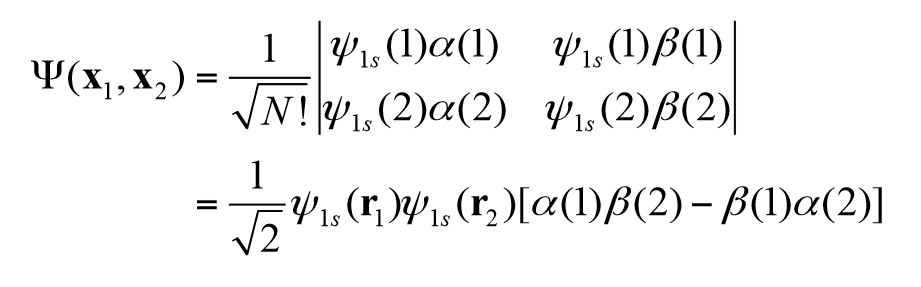 Ψ(x₁,x₂) = 1/√N! |ψ₁ₛ(1)α(1) ψ₁ₛ(1)β(1)|
|ψ₁ₛ(2)α(2) ψ₁ₛ(2)β(2)|
= 1/√2 ψ₁ₛ(r₁)ψ₁ₛ(r₂)[α(1)β(2) − β(1)α(2)]